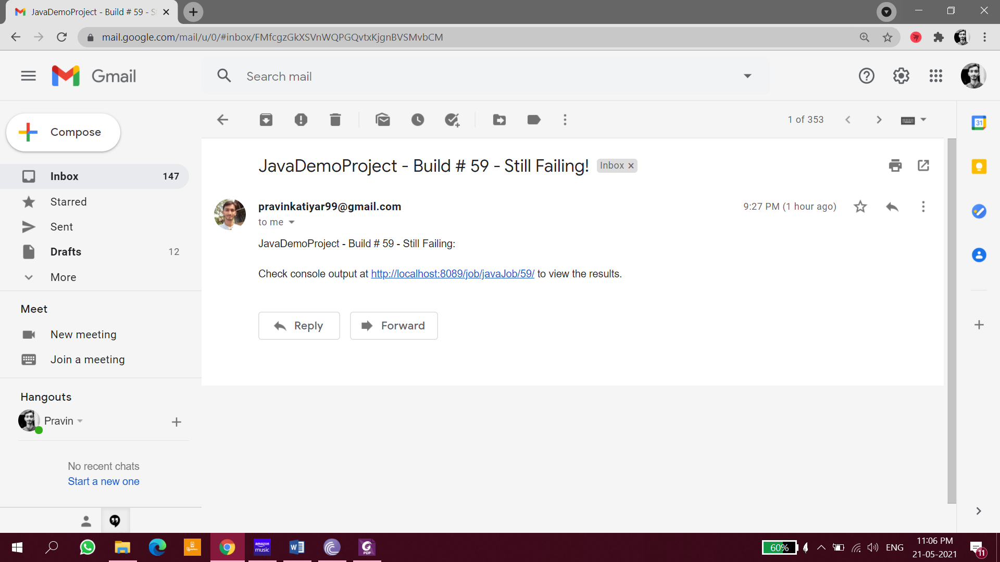 JavaDemoProject - Build # 59 - S
mail.google.com/mail/u/0/#inbox/FMfcgzGkXSVnWQPGQvtxKjgnBVSMvbCM
Gmail
Search mail
Compose
1 of 353
31
Inbox 147
Starred
Sent
Drafts 12
More
JavaDemoProject - Build # 59 - Still Failing! Inbox
pravinkatiyar99@gmail.com
9:27 PM (1 hour ago)
to me
JavaDemoProject - Build # 59 - Still Failing:
Check console output at http://localhost:8089/job/javaJob/59/ to view the results.
Reply
Forward
Meet
New meeting
Join a meeting
Hangouts
Pravin
No recent chats
Start a new one
amazon
music
W
PDF
60%
ENG
11:06 PM
21-05-2021
11